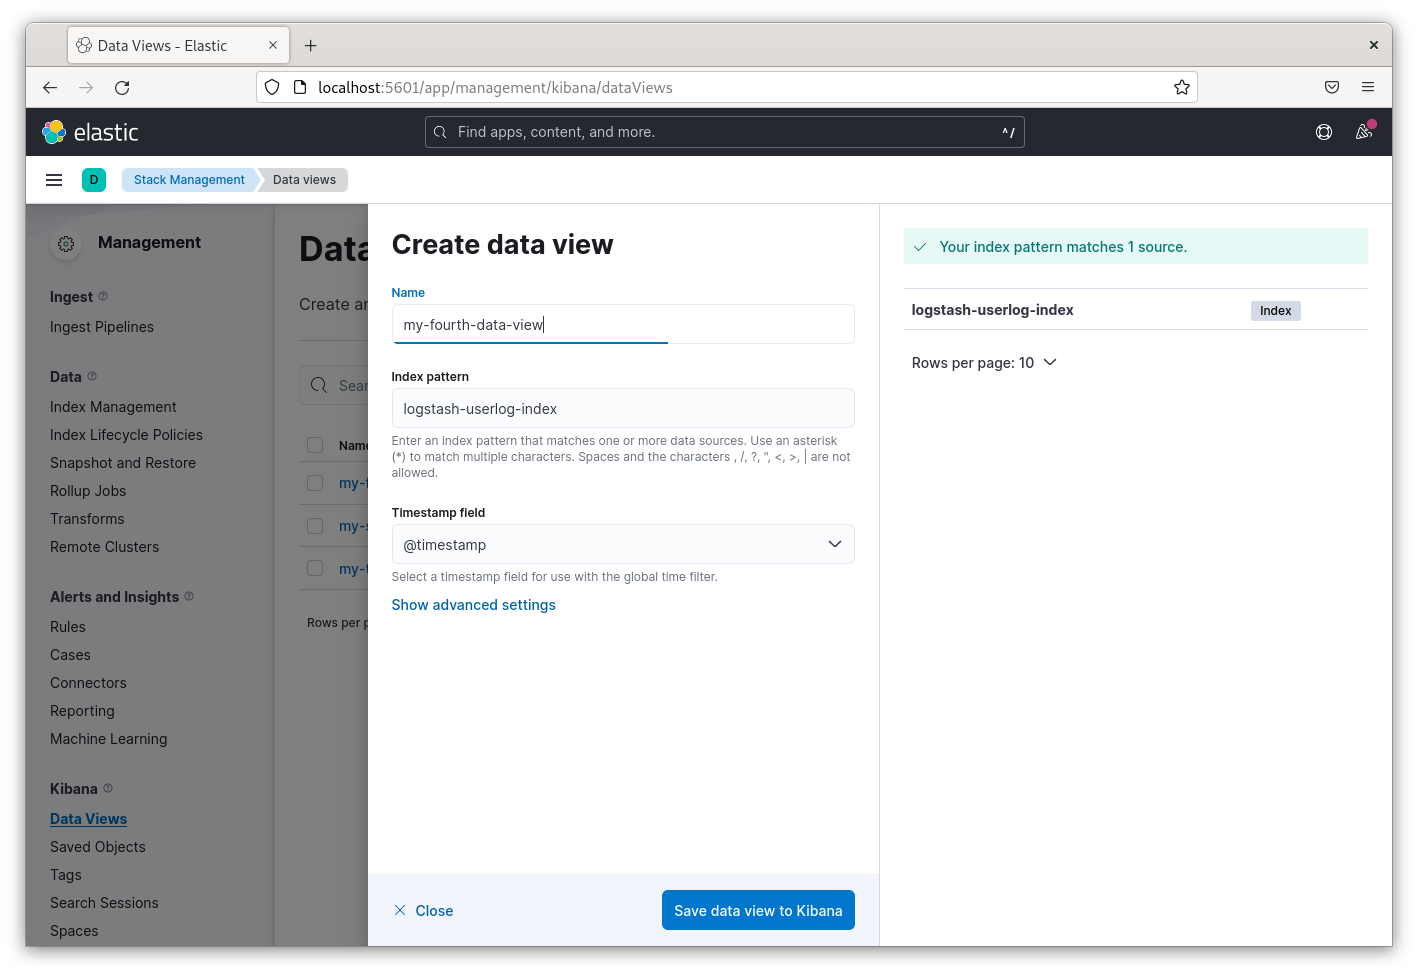 Data Views - Elastic
localhost:5601/app/management/kibana/dataViews
elastic
Find apps, content, and more.
^/
D
Stack Management
Data views
Management
Ingest
Ingest Pipelines
Data
Index Management
Index Lifecycle Policies
Snapshot and Restore
Rollup Jobs
Transforms
Remote Clusters
Alerts and Insights
Rules
Cases
Connectors
Reporting
Machine Learning
Kibana
Data Views
Saved Objects
Tags
Search Sessions
Spaces
Data
Create an
Sear
Name
my-f
my-s
my-t
Rows per p
Create data view
Name
my-fourth-data-view
Index pattern
logstash-userlog-index
Enter an index pattern that matches one or more data sources. Use an asterisk
(*) to match multiple characters. Spaces and the characters , /, ?, ", <, >, | are not
allowed.
Timestamp field
@timestamp
Select a timestamp field for use with the global time filter.
Show advanced settings
Close
Save data view to Kibana
Your index pattern matches 1 source.
logstash-userlog-index
Index
Rows per page: 10